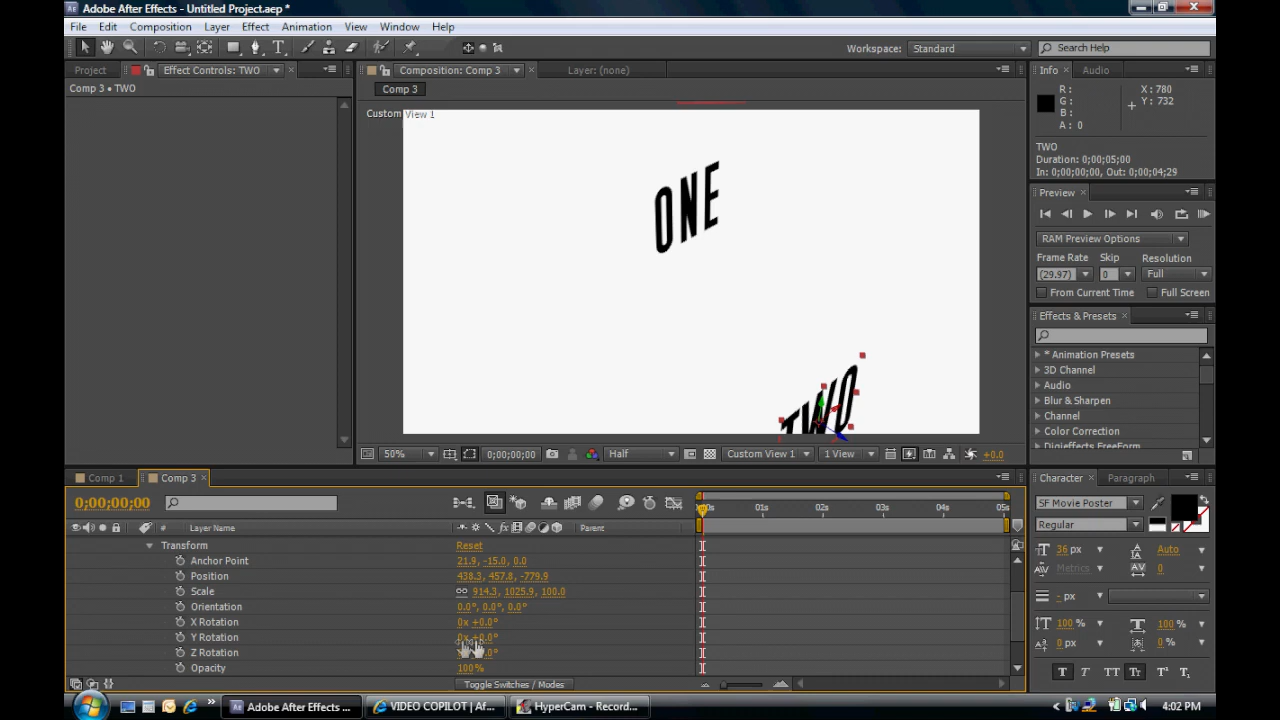 Adobe After Effects - Untitled Project.aep *
File Edit Composition Layer Effect Animation View Window Help
Workspace: Standard Search Help
Project Effect Controls: TWO Composition: Comp 3 Layer: (none) Info Audio
Comp 3 • TWO
Comp 3
Custom View 1
R :
G :
B :
A : 0
X : 780
Y : 732
TWO
Duration: 0;00;05;00
In: 0;00;00;00, Out: 0;00;04;29
ONE
TWO
Preview
RAM Preview Options
Frame Rate Skip Resolution
(29.97) 0 Full
From Current Time Full Screen
Effects & Presets
* Animation Presets
3D Channel
Audio
Blur & Sharpen
Channel
Color Correction
Digieffects FreeForm
50% 0;00;00;00 Half Custom View 1 1 View +0.0
Comp 1 Comp 3
0;00;00;00
# Layer Name Parent
01s 02s 03s 04s 05s
Transform Reset
Anchor Point 21.9, -15.0, 0.0
Position 438.3, 457.8, -779.9
Scale 914.3, 1025.9, 100.0
Orientation 0.0°, 0.0°, 0.0°
X Rotation 0x +0.0°
Y Rotation 0x +0.0°
Z Rotation
Opacity 100%
Toggle Switches / Modes
Character Paragraph
SF Movie Poster
Regular
36 px Auto
Metrics 0
- px
100 % 100 %
0 px 0 %
T T TT Tt T² T₁
Adobe After Effects ... VIDEO COPILOT | Af... HyperCam - Record... 4:02 PM